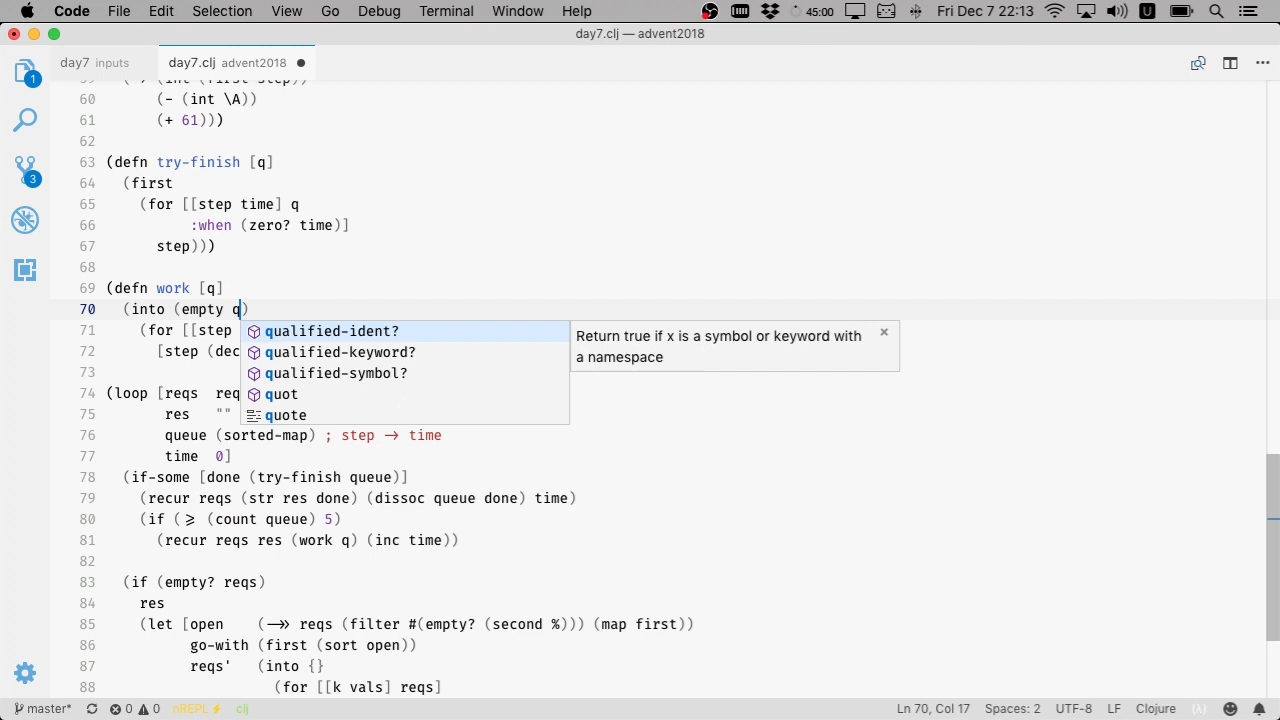 Code File Edit Selection View Go Debug Terminal Window Help 45:00 U Fri Dec 7 22:13
day7.clj — advent2018
day7 inputs day7.clj advent2018
60 (- (int \A))
61 (+ 61)))
62
63 (defn try-finish [q]
64 (first
65 (for [[step time] q
66 :when (zero? time)]
67 step)))
68
69 (defn work [q]
70 (into (empty q)
71 (for [[step
72 [step (dec
73
74 (loop [reqs req
75 res ""
76 queue (sorted-map) ; step → time
77 time 0]
78 (if-some [done (try-finish queue)]
79 (recur reqs (str res done) (dissoc queue done) time)
80 (if (⩾ (count queue) 5)
81 (recur reqs res (work q) (inc time))
82
83 (if (empty? reqs)
84 res
85 (let [open (->> reqs (filter #(empty? (second %))) (map first))
86 go-with (first (sort open))
87 reqs' (into {}
88 (for [[k vals] reqs]
qualified-ident?
qualified-keyword?
qualified-symbol?
quot
quote
Return true if x is a symbol or keyword with
a namespace
1
3
master* 0 0 nREPL clj Ln 70, Col 17 Spaces: 2 UTF-8 LF Clojure (λ)